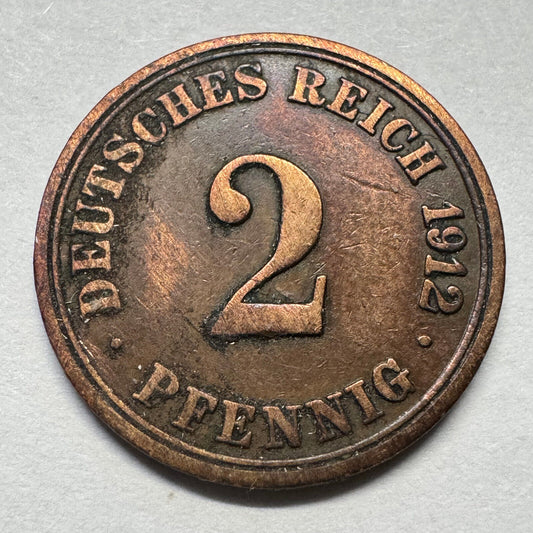 DEUTSCHES REICH 1912
2
· PFENNIG ·